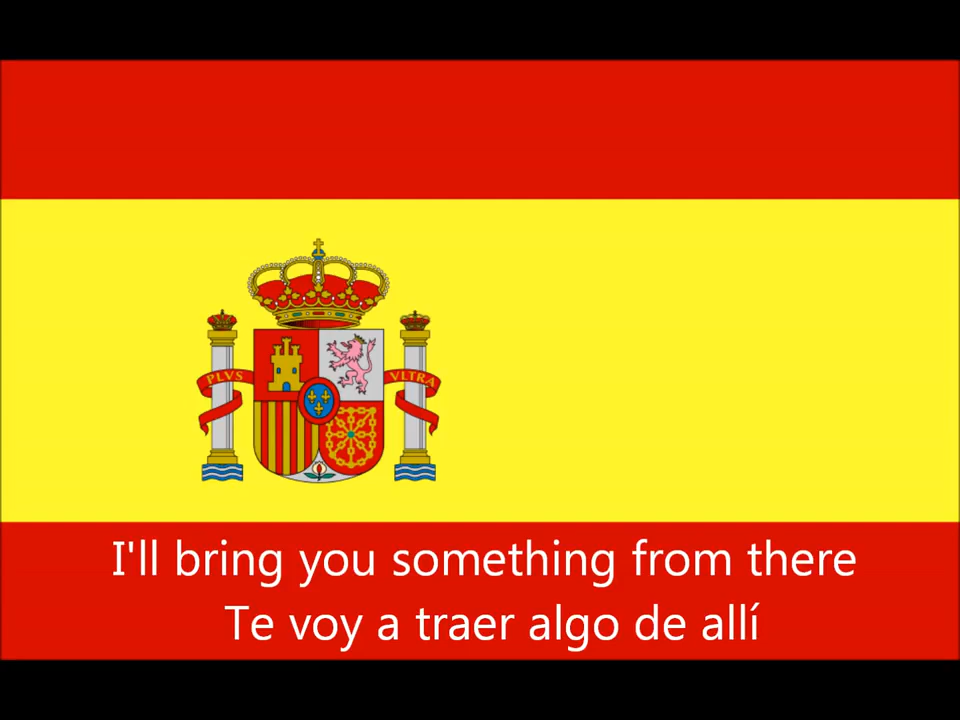 PLVS VLTRA
I'll bring you something from there
Te voy a traer algo de allí